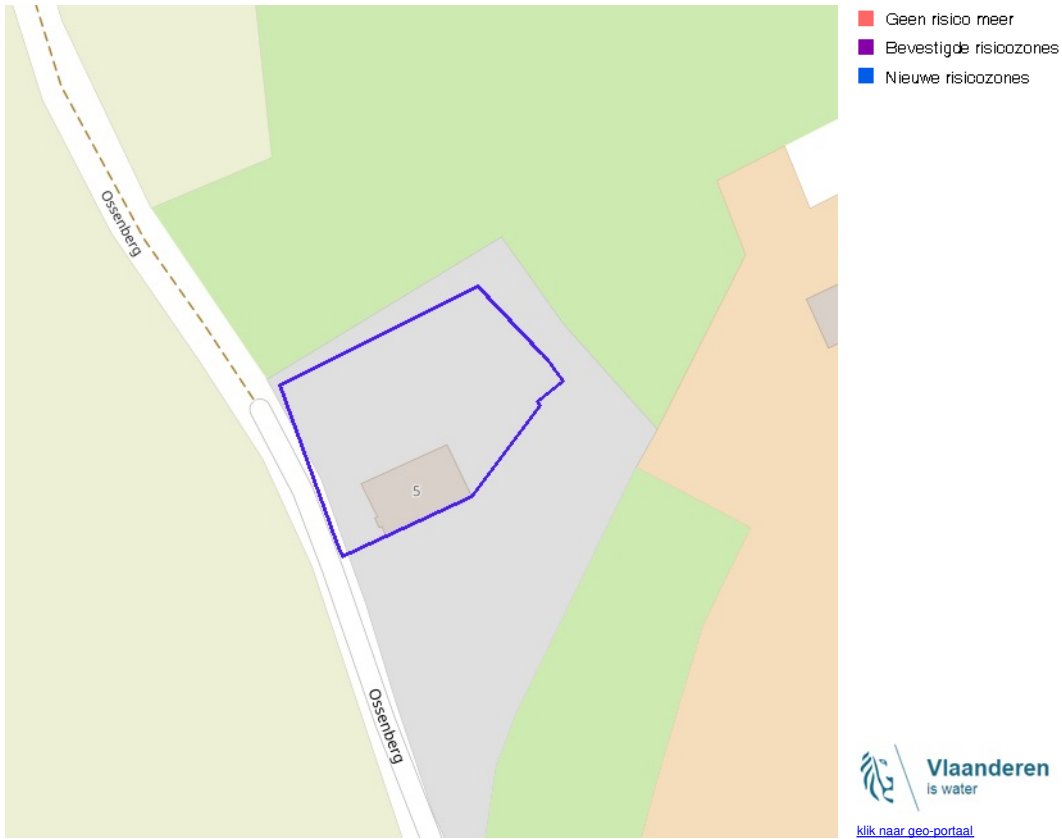 Geen risico meer
Bevestigde risicozones
Nieuwe risicozones
Ossenberg
5
Ossenberg
Vlaanderen
is water
klik naar geo-portaal